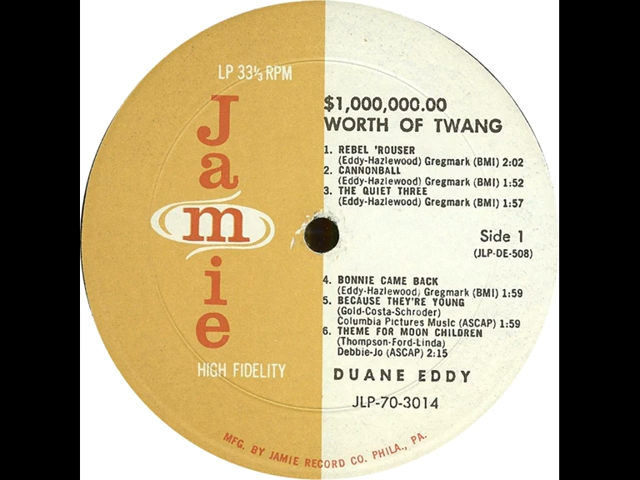 LP 33⅓ RPM
Jamie
HIGH FIDELITY
$1,000,000.00
WORTH OF TWANG
1. REBEL 'ROUSER
(Eddy-Hazlewood) Gregmark (BMI) 2:02
2. CANNONBALL
(Eddy-Hazlewood) Gregmark (BMI) 1:52
3. THE QUIET THREE
(Eddy-Hazlewood) Gregmark (BMI) 1:57
Side 1
(JLP-DE-508)
4. BONNIE CAME BACK
(Eddy-Hazlewood) Gregmark (BMI) 1:59
5. BECAUSE THEY'RE YOUNG
(Gold-Costa-Schroder)
Columbia Pictures Music (ASCAP) 1:59
6. THEME FOR MOON CHILDREN
(Thompson-Ford-Linda)
Debbie-Jo (ASCAP) 2:15
DUANE EDDY
JLP-70-3014
MFG. BY JAMIE RECORD CO. PHILA., PA.